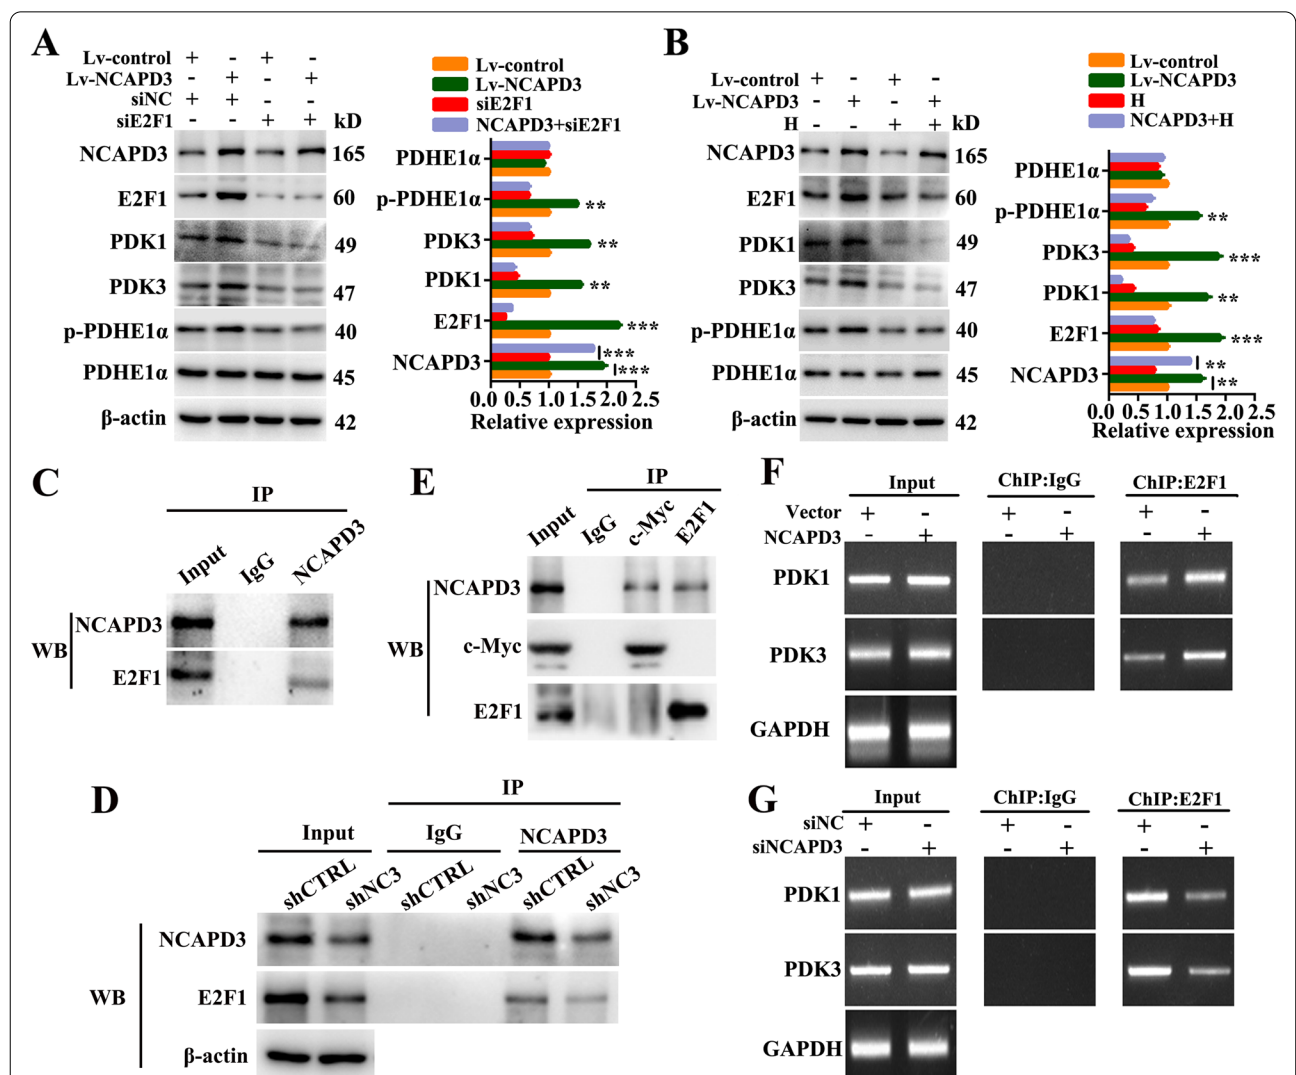 A
Lv-control + - + -
Lv-NCAPD3 - + - +
siNC + + - -
siE2F1 - - + + kD
NCAPD3 165
E2F1 60
PDK1 49
PDK3 47
p-PDHE1α 40
PDHE1α 45
β-actin 42
Lv-control
Lv-NCAPD3
siE2F1
NCAPD3+siE2F1
PDHE1α
p-PDHE1α **
PDK3 **
PDK1 **
E2F1 ***
NCAPD3 ***
***
0.0 0.5 1.0 1.5 2.0 2.5
Relative expression
B
Lv-control + - + -
Lv-NCAPD3 - + - +
H - - + + kD
NCAPD3 165
E2F1 60
PDK1 49
PDK3 47
p-PDHE1α 40
PDHE1α 45
β-actin 42
Lv-control
Lv-NCAPD3
H
NCAPD3+H
PDHE1α
p-PDHE1α **
PDK3 ***
PDK1 **
E2F1 ***
NCAPD3 **
**
0.0 0.5 1.0 1.5 2.0 2.5
Relative expression
C
IP
Input IgG NCAPD3
WB
NCAPD3
E2F1
E
IP
Input IgG c-Myc E2F1
WB
NCAPD3
c-Myc
E2F1
F
Input ChIP:IgG ChIP:E2F1
Vector + - + - + -
NCAPD3 - + - + - +
PDK1
PDK3
GAPDH
D
IP
Input IgG NCAPD3
shCTRL shNC3 shCTRL shNC3 shCTRL shNC3
WB
NCAPD3
E2F1
β-actin
G
Input ChIP:IgG ChIP:E2F1
siNC + - + - + -
siNCAPD3 - + - + - +
PDK1
PDK3
GAPDH